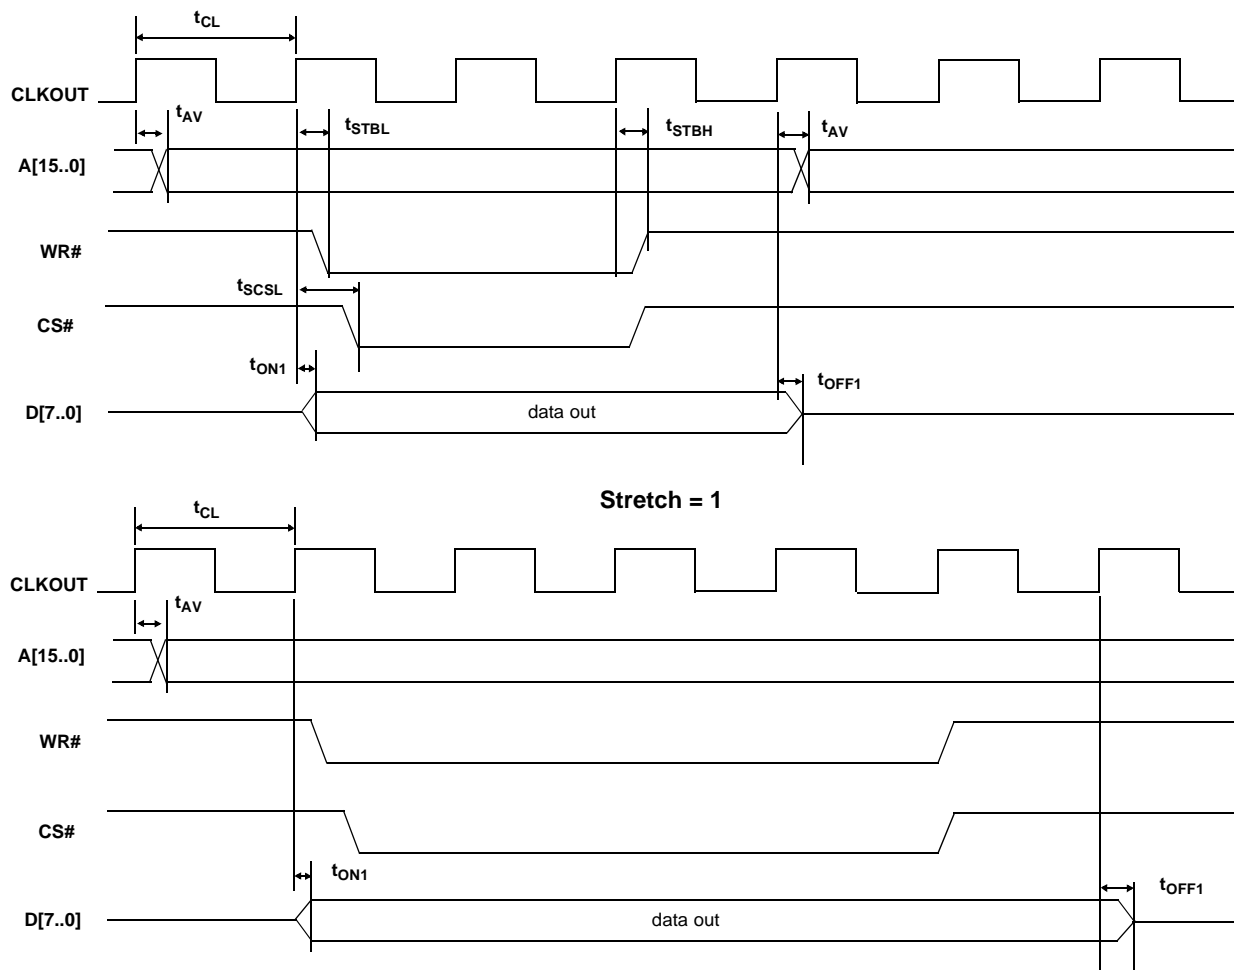 tCL
CLKOUT
tAV
tSTBL
tSTBH
tAV
A[15..0]
WR#
tSCSL
CS#
tON1
tOFF1
D[7..0]
data out
Stretch = 1
tCL
CLKOUT
tAV
A[15..0]
WR#
CS#
tON1
tOFF1
D[7..0]
data out